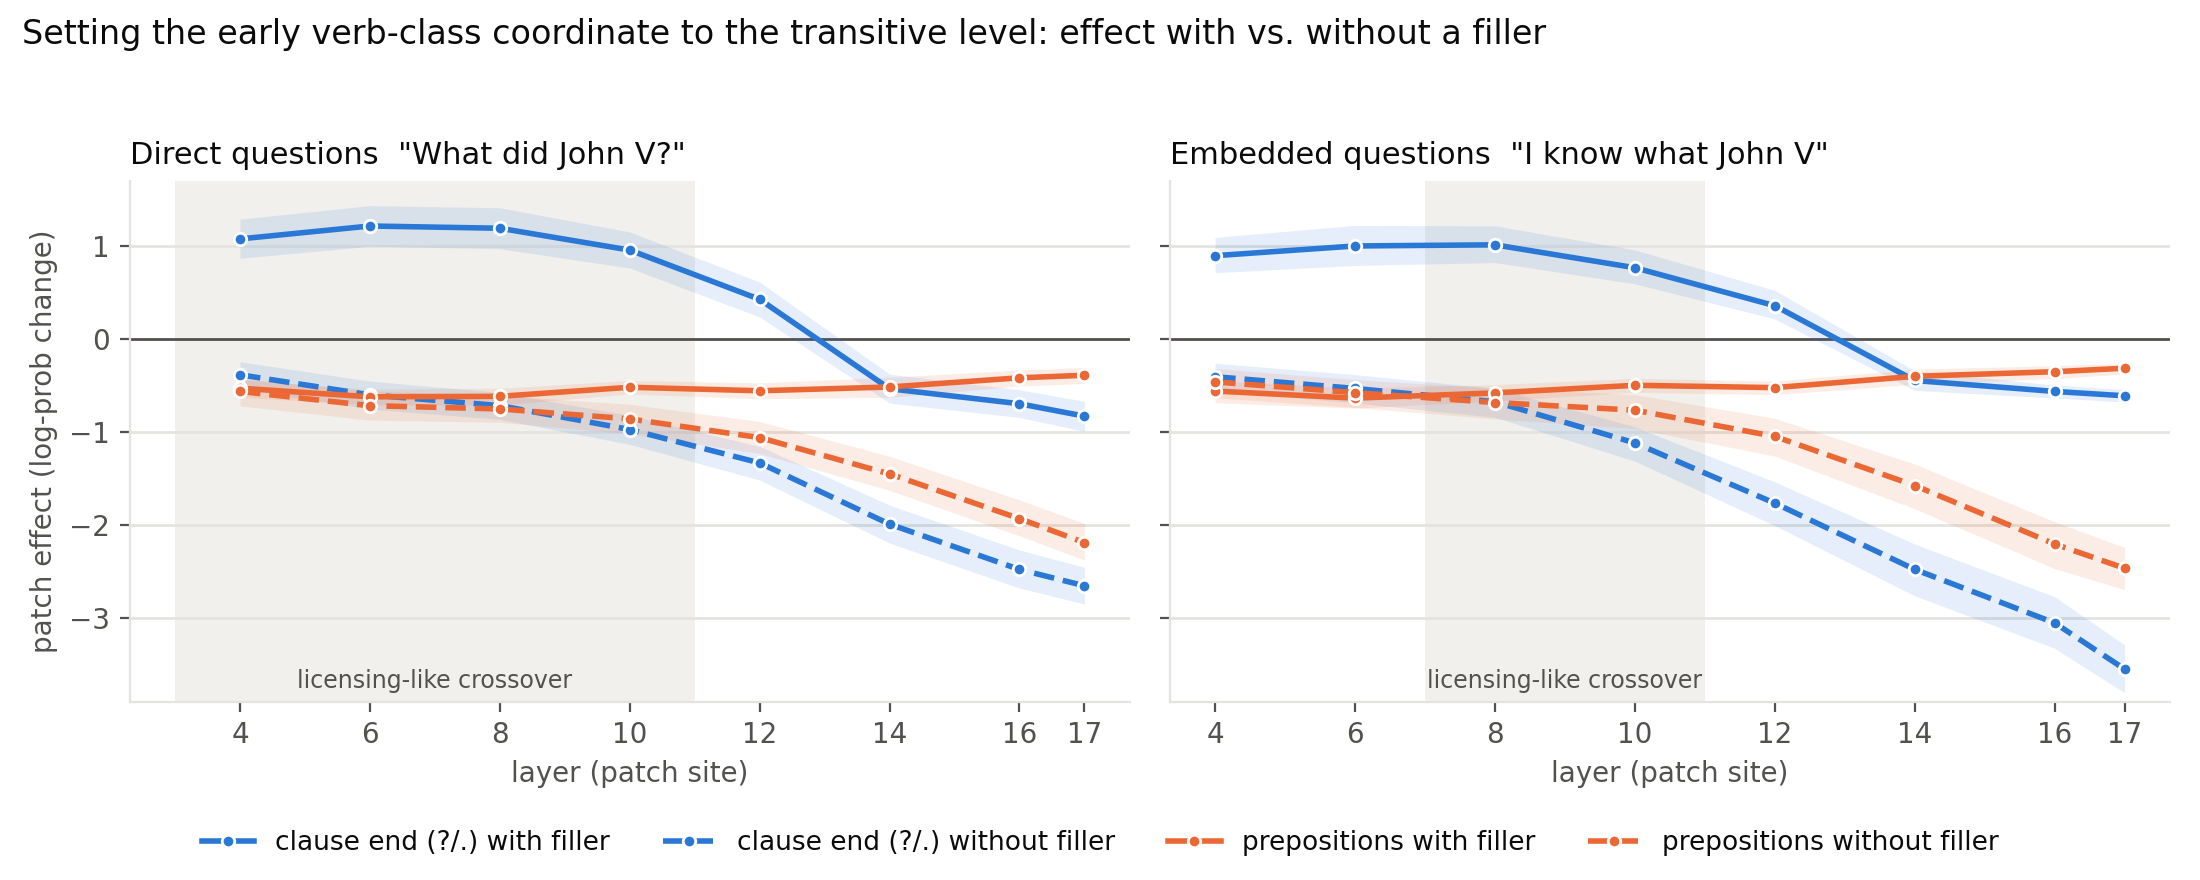 Setting the early verb-class coordinate to the transitive level: effect with vs. without a filler
Direct questions  "What did John V?"
Embedded questions  "I know what John V"
patch effect (log-prob change)
1
0
−1
−2
−3
licensing-like crossover
licensing-like crossover
4 6 8 10 12 14 16 17
4 6 8 10 12 14 16 17
layer (patch site)
layer (patch site)
clause end (?/.) with filler
clause end (?/.) without filler
prepositions with filler
prepositions without filler